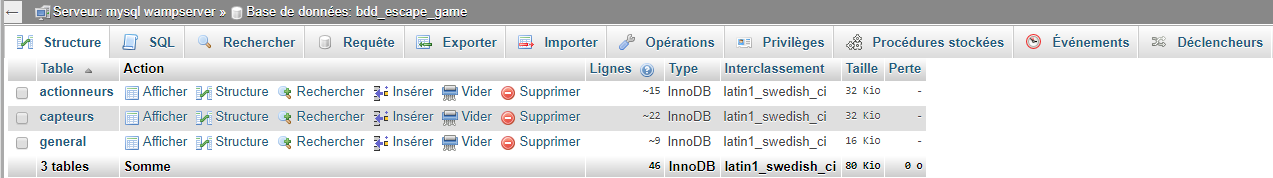 Serveur: mysql wampserver » Base de données: bdd_escape_game
Structure SQL Rechercher Requête Exporter Importer Opérations Privilèges Procédures stockées Événements Déclencheurs
Table Action Lignes Type Interclassement Taille Perte
actionneurs Afficher Structure Rechercher Insérer Vider Supprimer ~15 InnoDB latin1_swedish_ci 32 Kio -
capteurs Afficher Structure Rechercher Insérer Vider Supprimer ~22 InnoDB latin1_swedish_ci 32 Kio -
general Afficher Structure Rechercher Insérer Vider Supprimer ~9 InnoDB latin1_swedish_ci 16 Kio -
3 tables Somme 46 InnoDB latin1_swedish_ci 80 Kio 0 o